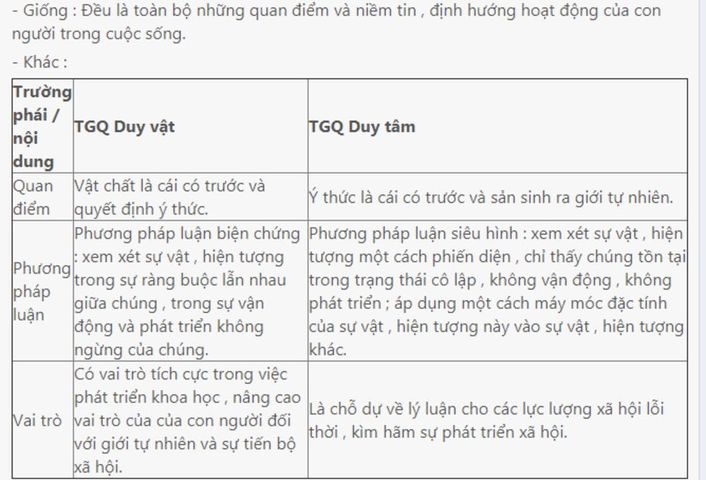 - Giống : Đều là toàn bộ những quan điểm và niềm tin , định hướng hoạt động của con
người trong cuộc sống.
- Khác :
Trường
phái /
nội
dung
TGQ Duy vật
TGQ Duy tâm
Quan
điểm
Vật chất là cái có trước và
quyết định ý thức.
Ý thức là cái có trước và sản sinh ra giới tự nhiên.
Phương
pháp
luận
Phương pháp luận biện chứng
: xem xét sự vật , hiện tượng
trong sự ràng buộc lẫn nhau
giữa chúng , trong sự vận
động và phát triển không
ngừng của chúng.
Phương pháp luận siêu hình : xem xét sự vật , hiện
tượng một cách phiến diện , chỉ thấy chúng tồn tại
trong trạng thái cô lập , không vận động , không
phát triển ; áp dụng một cách máy móc đặc tính
của sự vật , hiện tượng này vào sự vật , hiện tượng
khác.
Vai trò
Có vai trò tích cực trong việc
phát triển khoa học , nâng cao
vai trò của của con người đối
với giới tự nhiên và sự tiến bộ
xã hội.
Là chỗ dự về lý luận cho các lực lượng xã hội lỗi
thời , kìm hãm sự phát triển xã hội.